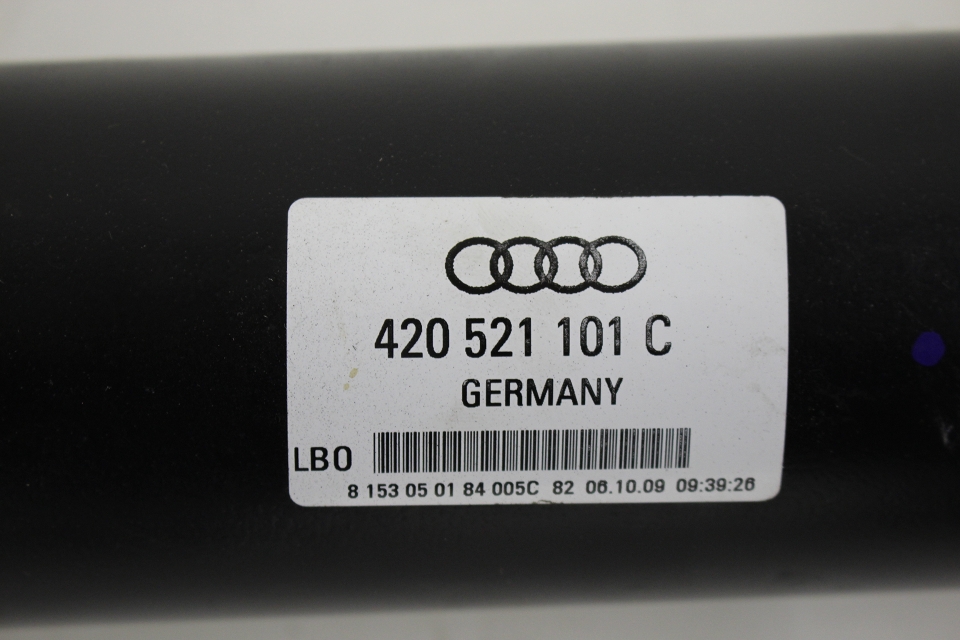 420 521 101 C
GERMANY
LBO
8 153 05 01 84 005C 82 06.10.09 09:39:26